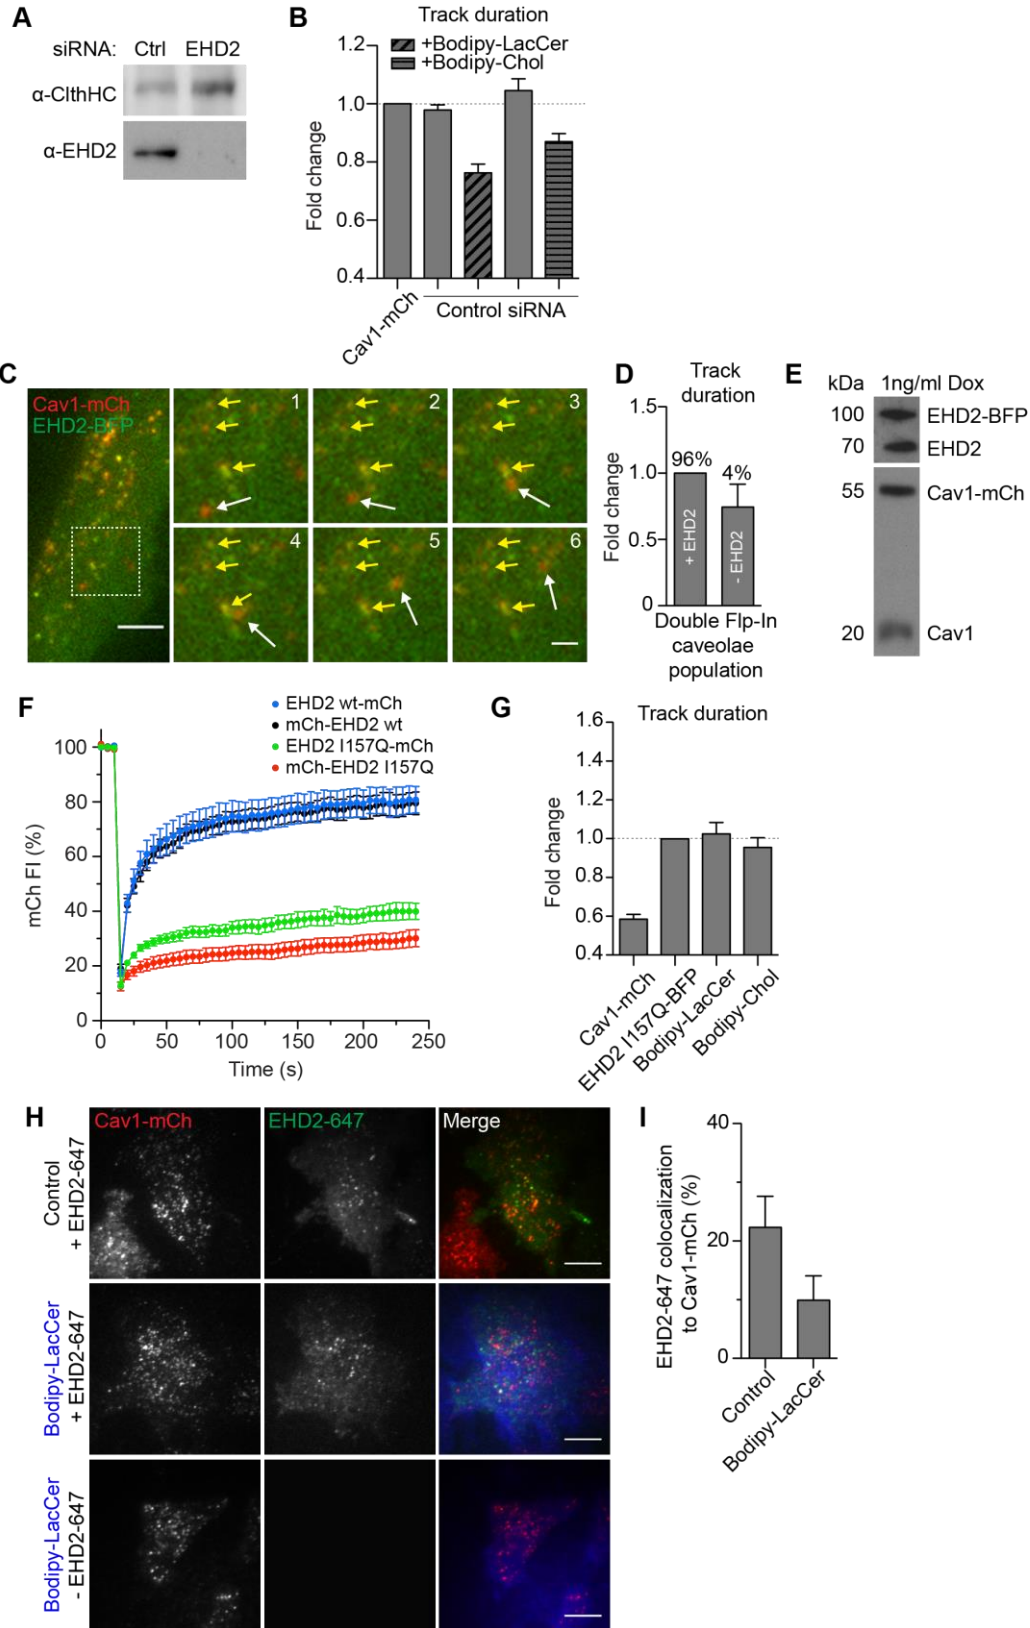 A
siRNA: Ctrl EHD2
α-ClthHC
α-EHD2
B
Track duration
+Bodipy-LacCer
+Bodipy-Chol
1.2
1.0
0.8
0.6
0.4
Fold change
Cav1-mCh
Control siRNA
C
Cav1-mCh
EHD2-BFP
1
2
3
4
5
6
D
Track
duration
1.5
1.0
0.5
0
Fold change
96%
4%
+ EHD2
- EHD2
Double Flp-In
caveolae
population
E
kDa 1ng/ml Dox
100 EHD2-BFP
70 EHD2
55 Cav1-mCh
20 Cav1
F
EHD2 wt-mCh
mCh-EHD2 wt
EHD2 I157Q-mCh
mCh-EHD2 I157Q
100
80
60
40
20
0
mCh FI (%)
0 50 100 150 200 250
Time (s)
G
Track duration
1.6
1.4
1.2
1.0
0.8
0.6
0.4
Fold change
Cav1-mCh
EHD2 I157Q-BFP
Bodipy-LacCer
Bodipy-Chol
H
Cav1-mCh
EHD2-647
Merge
Control
+ EHD2-647
Bodipy-LacCer
+ EHD2-647
Bodipy-LacCer
- EHD2-647
I
40
20
0
EHD2-647 colocalization
to Cav1-mCh (%)
Control
Bodipy-LacCer